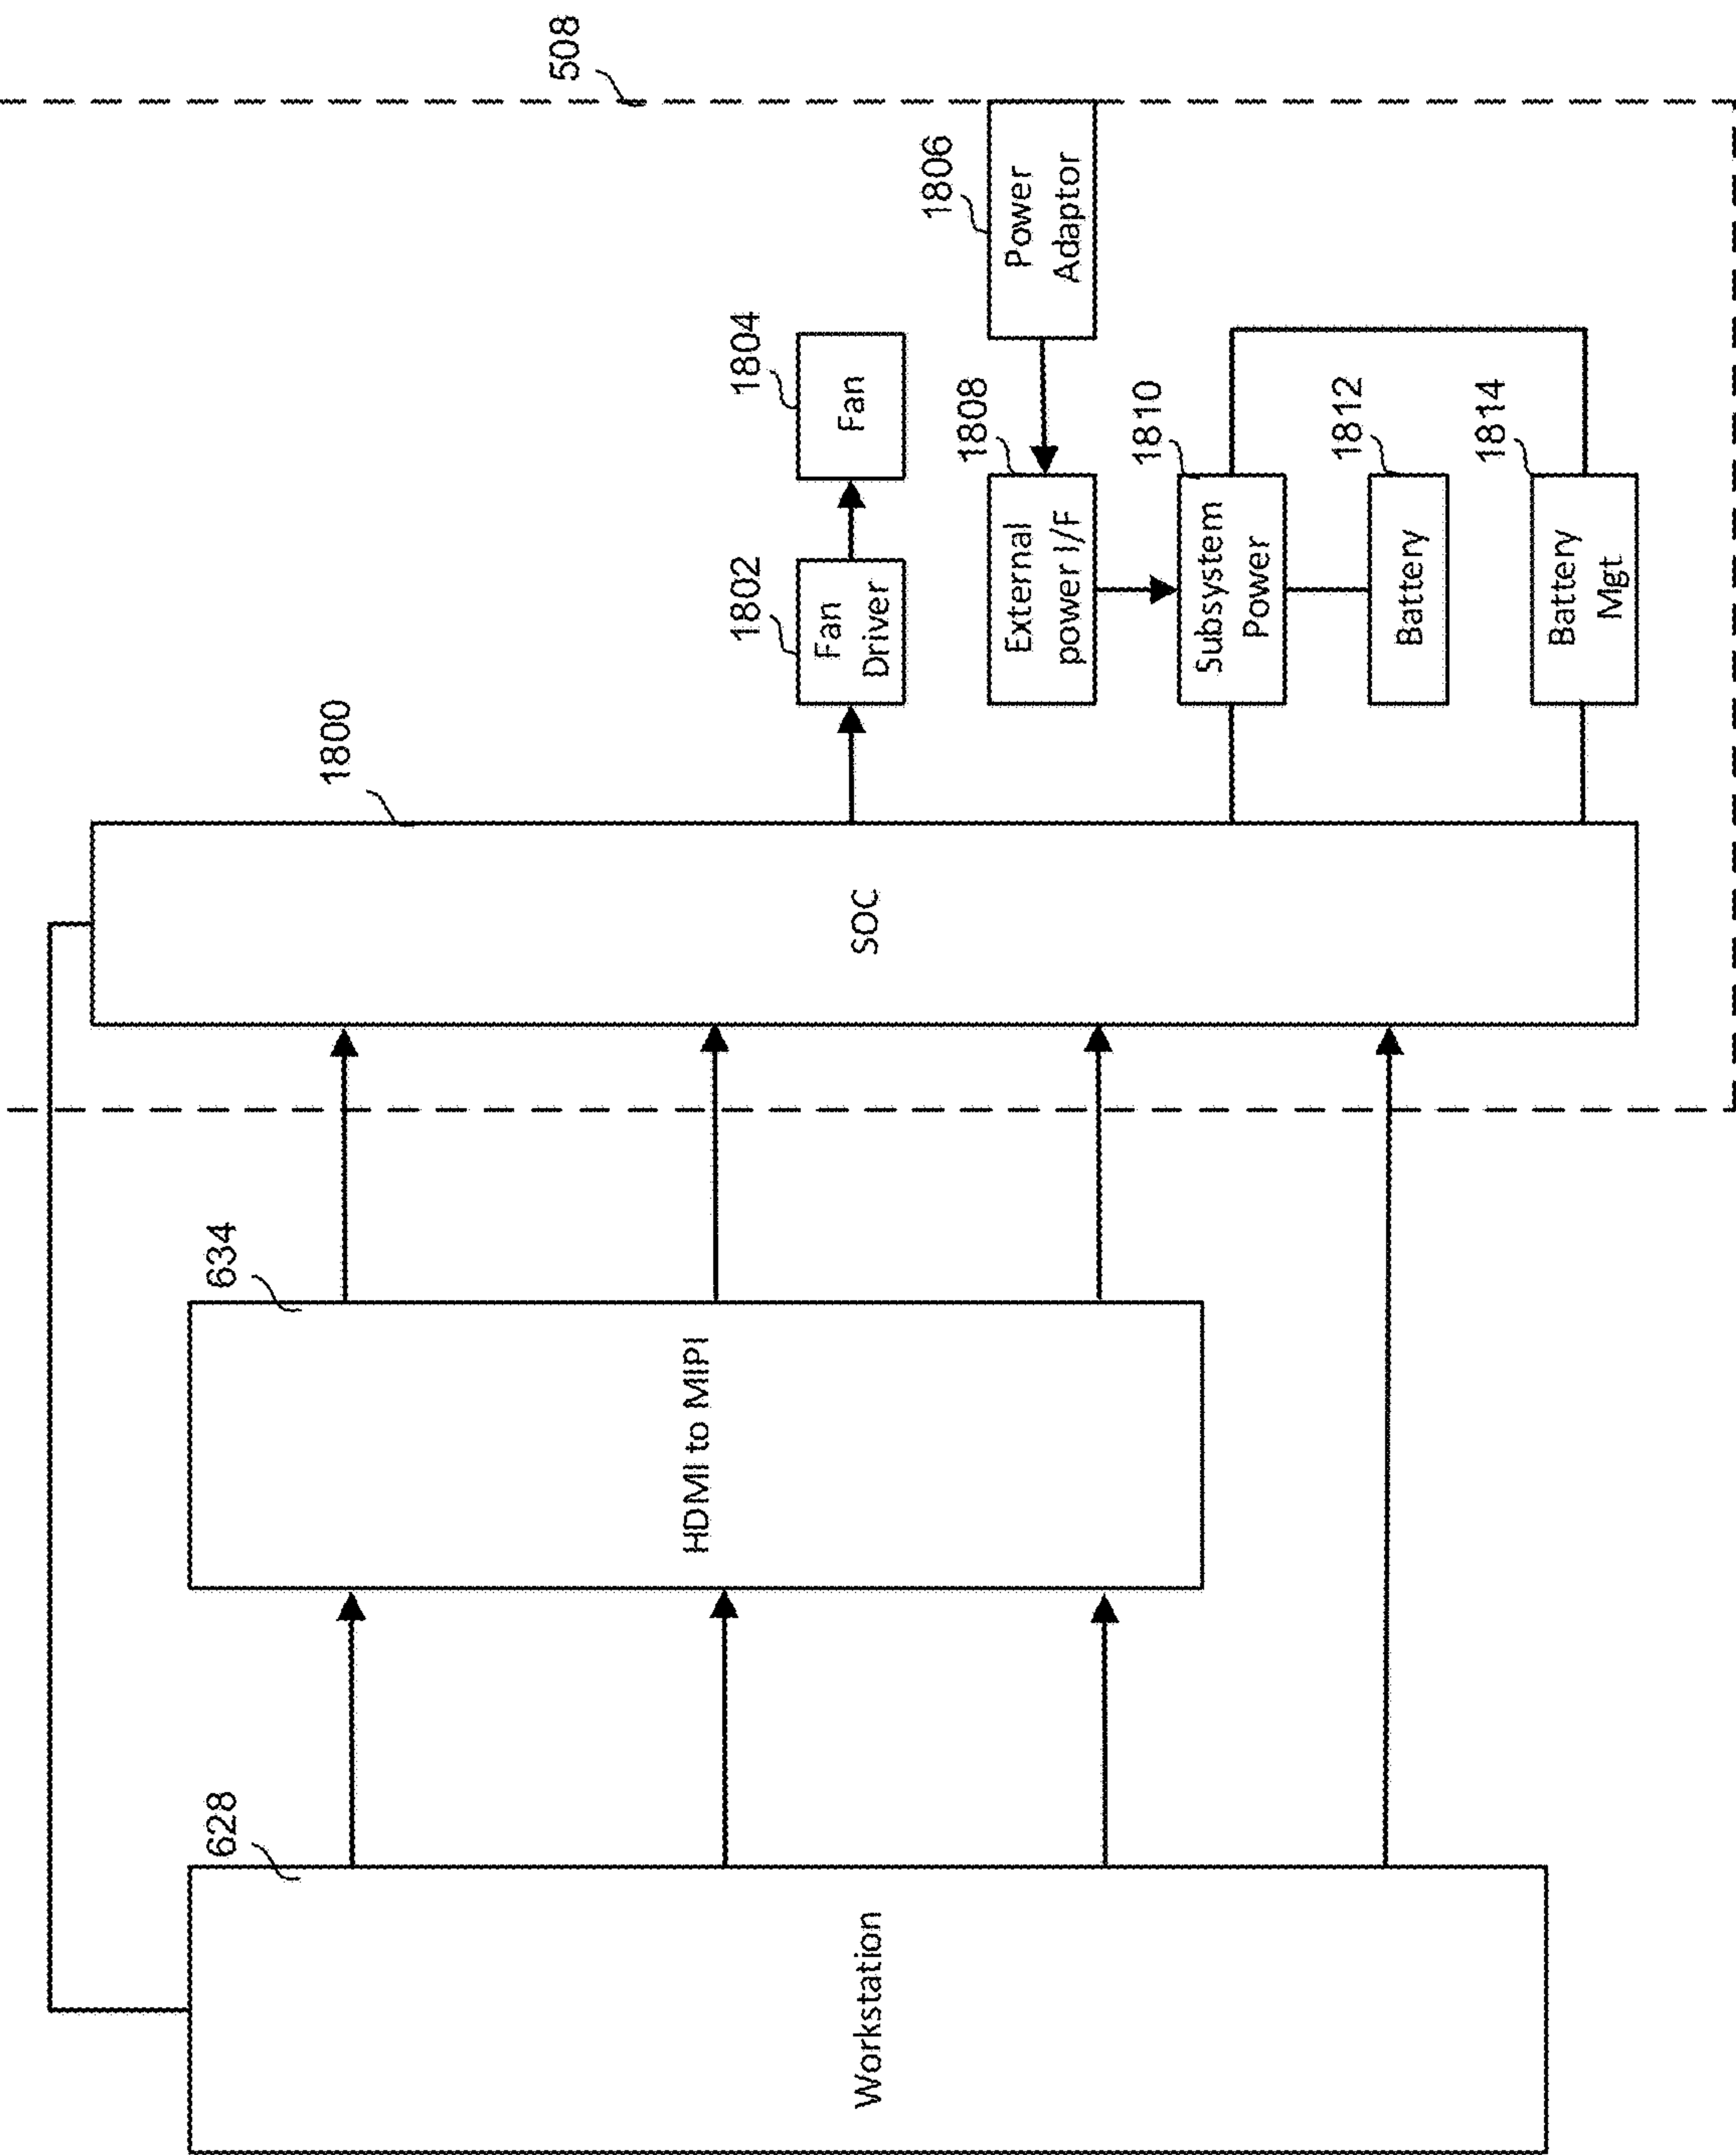 508
1800
634
628
Workstation
HDMI to MIPI
SOC
1802
Fan
Driver
1804
Fan
1806
Power
Adaptor
1808
External
power I/F
1810
Subsystem
Power
1812
Battery
1814
Battery
Mgt